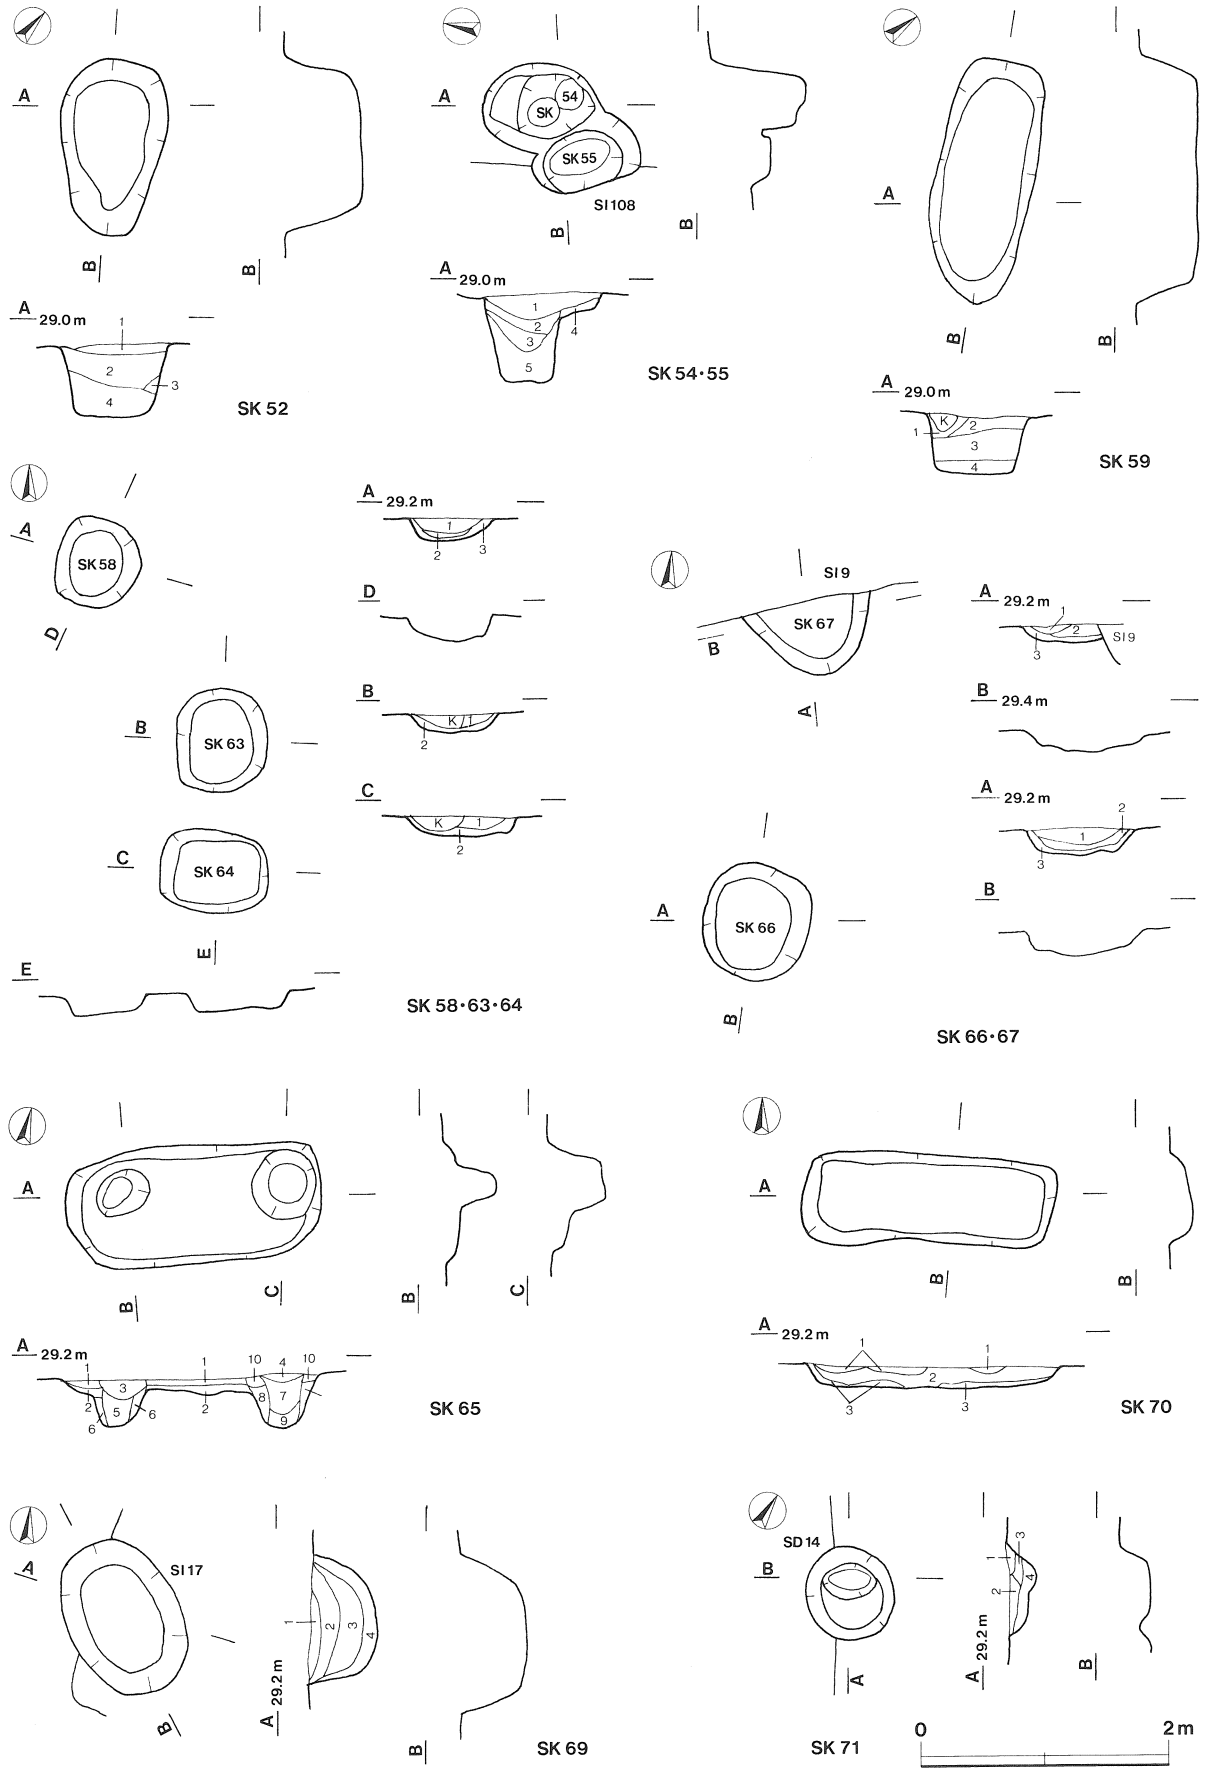 A
B
B
A 29.0 m
1
2
3
4
SK 52
A
54
SK
SK 55
SI 108
B
B
A 29.0 m
1
2
3
4
5
SK 54・55
A
B
B
A 29.0 m
K
1
2
3
4
SK 59
A
SK 58
D
B
SK 63
C
SK 64
E
E
A 29.2 m
1
2
3
D
B
K
1
2
C
K
1
2
SK 58・63・64
SI 9
SK 67
B
A
A 29.2 m
1
2
3
SI 9
B 29.4 m
A
SK 66
B
A 29.2 m
2
1
3
B
SK 66・67
A
B
C
B
C
A 29.2 m
1
1
10
4
10
3
8
7
2
5
6
2
6
9
SK 65
A
B
B
A 29.2 m
1
1
2
3
3
SK 70
A
SI 17
B
1
2
3
4
A 29.2 m
B
SK 69
SD 14
B
A
1
3
2
4
A 29.2 m
B
SK 71
0
2 m